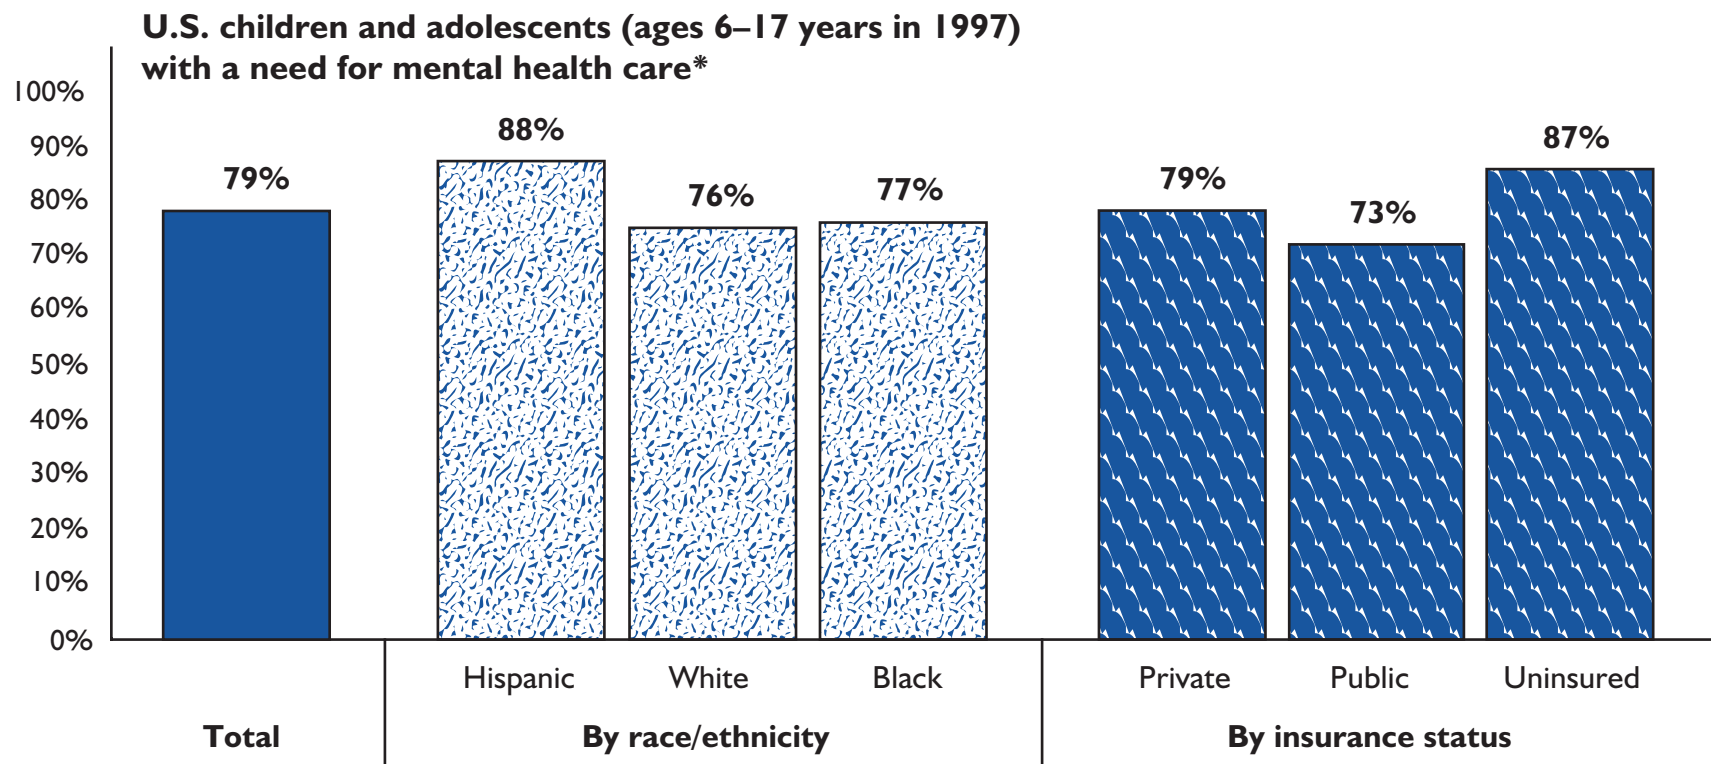 U.S. children and adolescents (ages 6–17 years in 1997)
with a need for mental health care*
100%
90%
80%
70%
60%
50%
40%
30%
20%
10%
0%
79%
88%
76%
77%
79%
73%
87%
Hispanic
White
Black
Private
Public
Uninsured
Total
By race/ethnicity
By insurance status